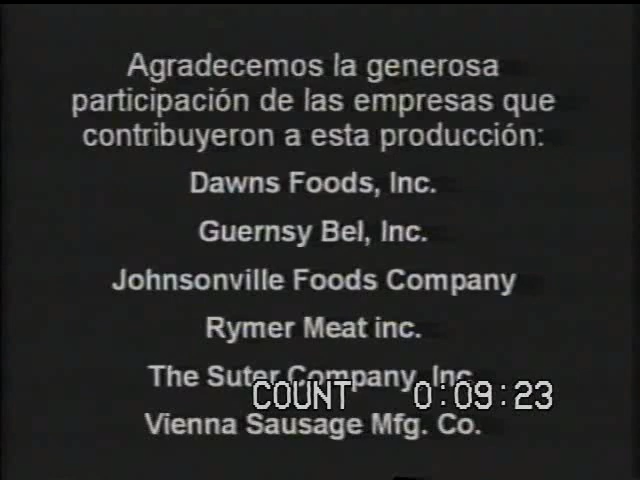 Agradecemos la generosa
participación de las empresas que
contribuyeron a esta producción:
Dawns Foods, Inc.
Guernsy Bel, Inc.
Johnsonville Foods Company
Rymer Meat inc.
The Suter Company, Inc
COUNT 0:09:23
Vienna Sausage Mfg. Co.